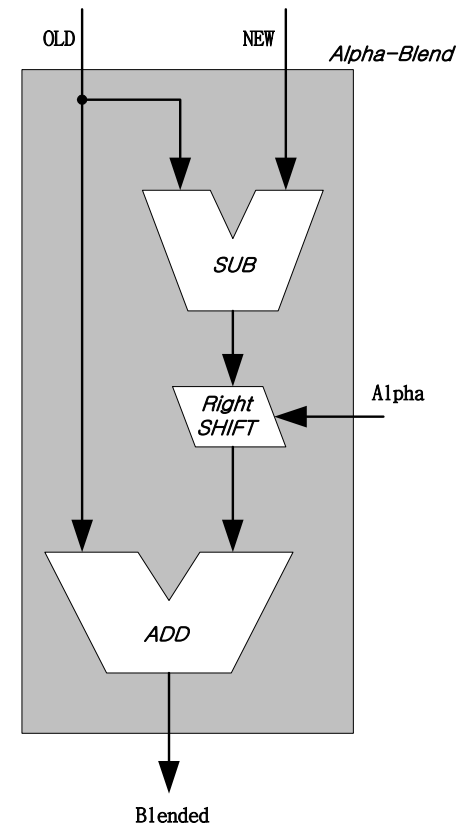 OLD
NEW
Alpha-Blend
SUB
Right
SHIFT
Alpha
ADD
Blended